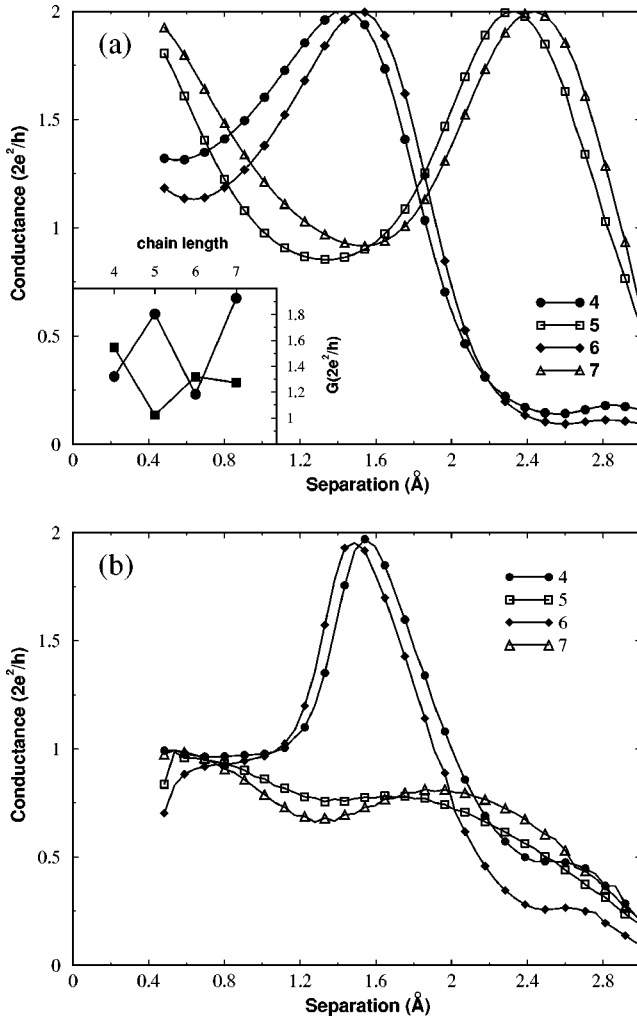 (a)
2
1.5
1
0.5
0
Conductance (2e²/h)
chain length
4 5 6 7
1,8
1.6
1.4
1,2
1
G(2e²/h)
4
5
6
7
0 0.4 0.8 1.2 1.6 2 2.4 2.8
Separation (Å)
(b)
2
1.5
1
0.5
0
Conductance (2e²/h)
4
5
6
7
0 0.4 0.8 1.2 1.6 2 2.4 2.8
Separation (Å)